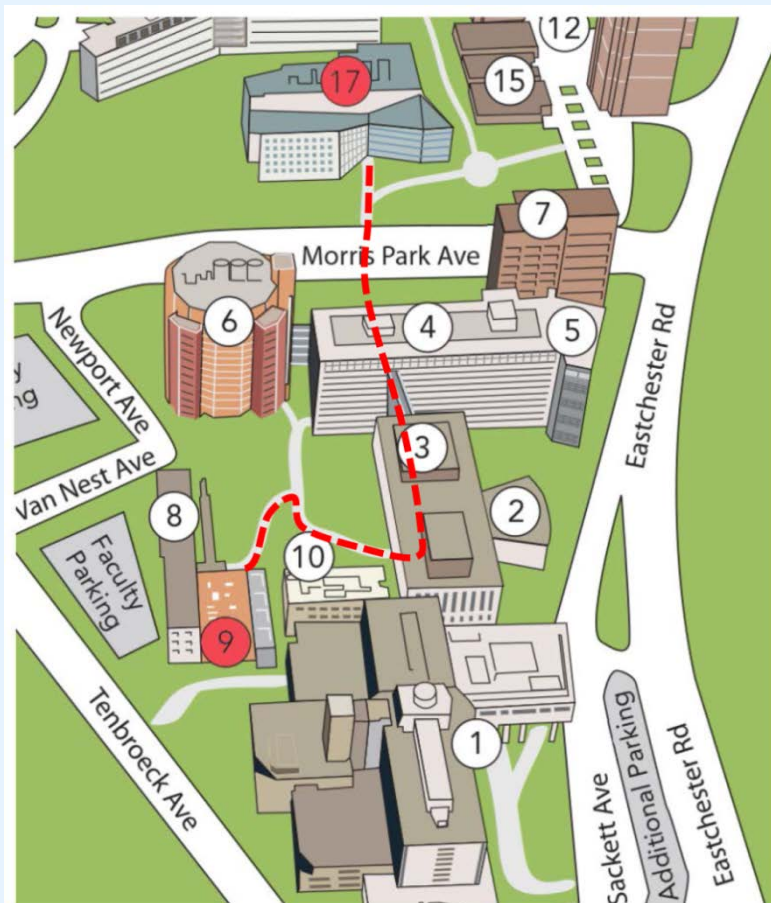 12
17
15
7
Morris Park Ave
6
4
5
Newport Ave
Eastchester Rd
3
Van Nest Ave
8
2
Faculty
Parking
10
9
1
Tenbroeck Ave
Sackett Ave
Additional Parking
Eastchester Rd